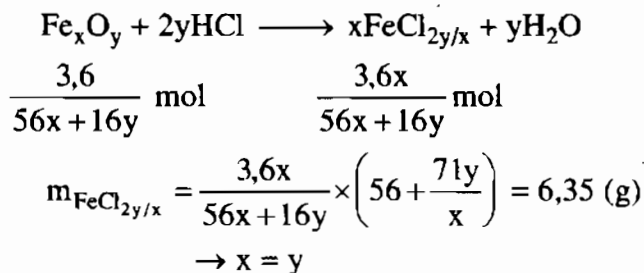 FeₓOᵧ + 2yHCl ⟶ xFeCl₂ᵧ/ₓ + yH₂O
3,6/(56x + 16y) mol 3,6x/(56x + 16y) mol
m_FeCl₂ᵧ/ₓ = 3,6x/(56x + 16y) × (56 + 71y/x) = 6,35 (g)
→ x = y